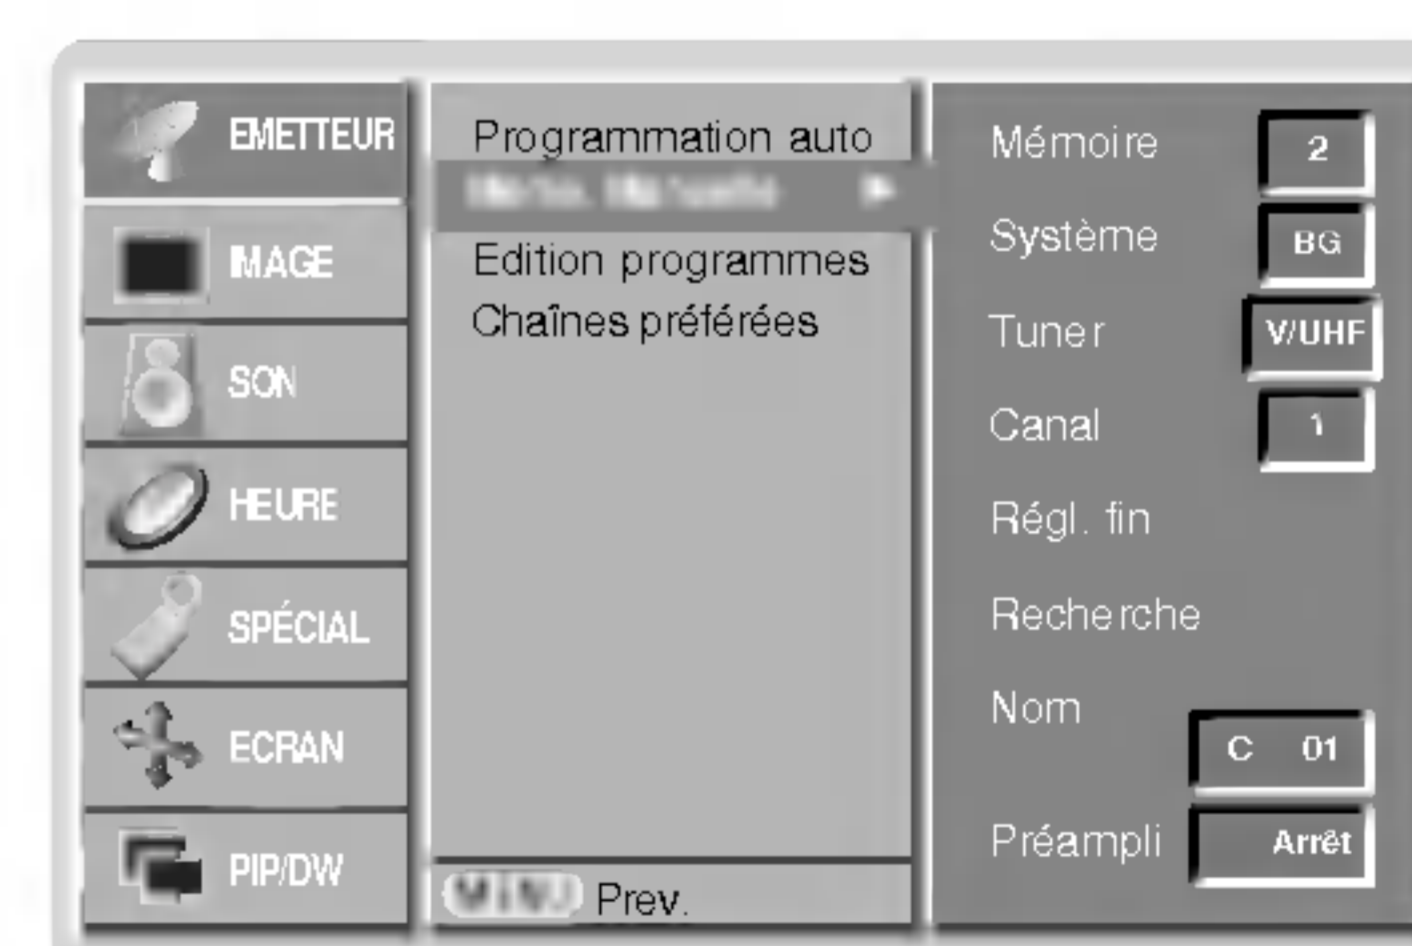 EMETTEUR
IMAGE
SON
HEURE
SPÉCIAL
ECRAN
PIP/DW
Programmation auto
Edition programmes
Chaînes préférées
Prev.
Mémoire 2
Système BG
Tuner V/UHF
Canal 1
Régl. fin
Recherche
Nom
C 01
Préampli Arrêt